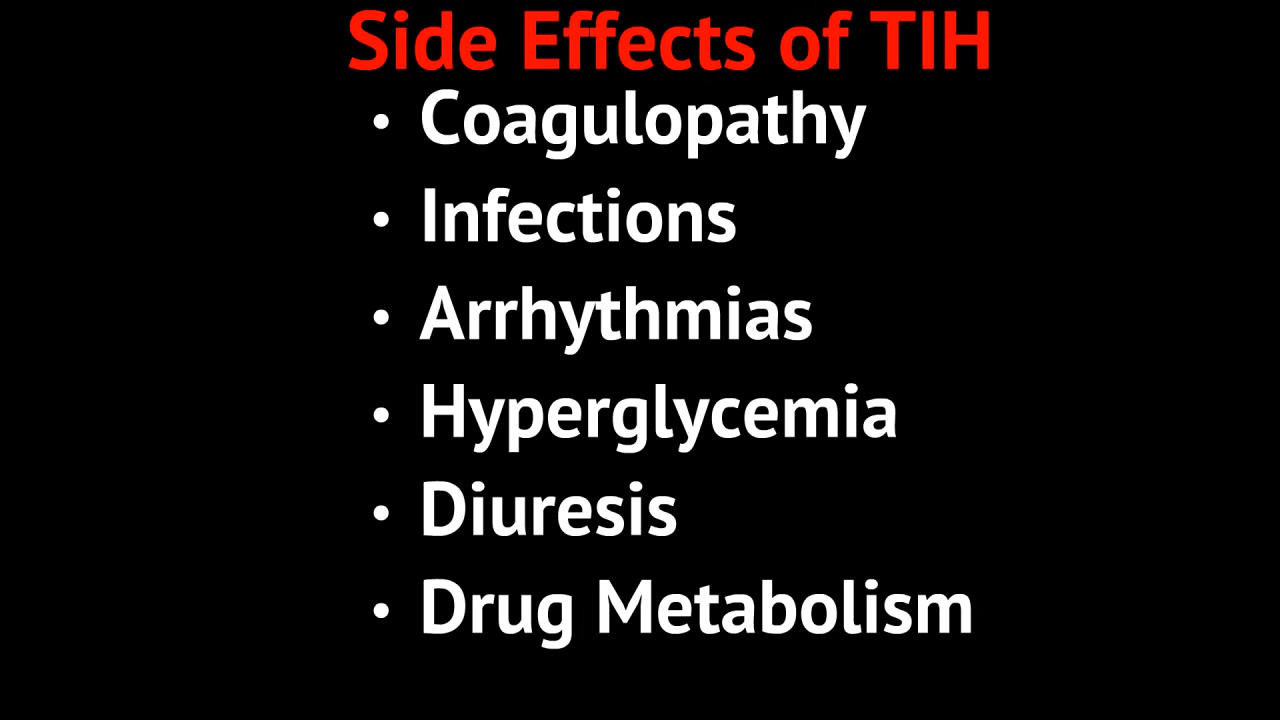 Side Effects of TIH
• Coagulopathy
• Infections
• Arrhythmias
• Hyperglycemia
• Diuresis
• Drug Metabolism